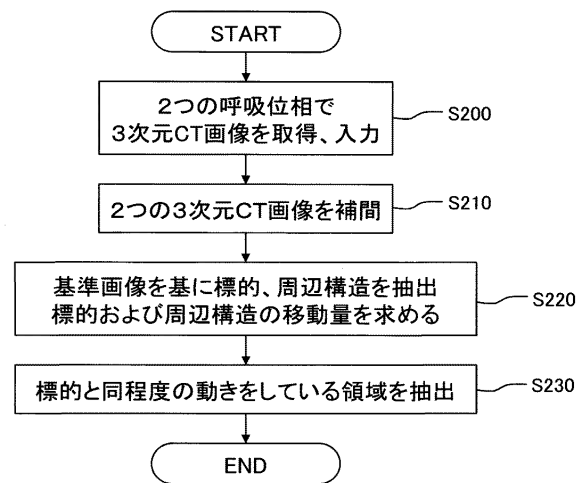 START
2つの呼吸位相で
3次元CT画像を取得、入力
S200
2つの3次元CT画像を補間
S210
基準画像を基に標的、周辺構造を抽出
標的および周辺構造の移動量を求める
S220
標的と同程度の動きをしている領域を抽出
S230
END